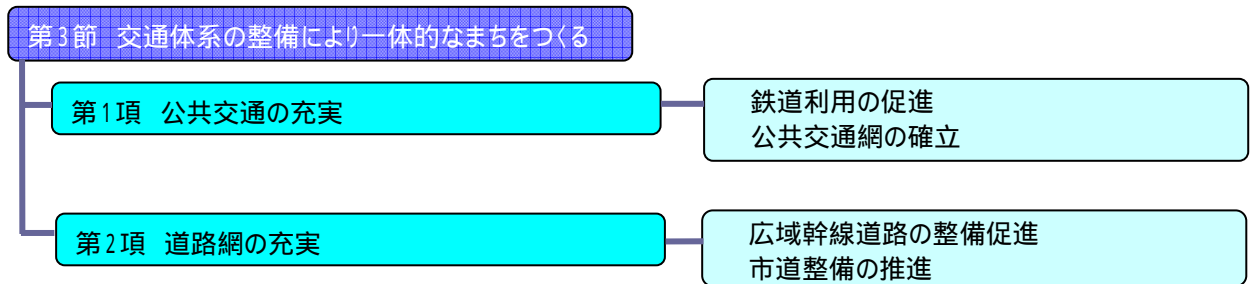 第3節 交通体系の整備により一体的なまちをつくる
第1項 公共交通の充実
鉄道利用の促進
公共交通網の確立
第2項 道路網の充実
広域幹線道路の整備促進
市道整備の推進